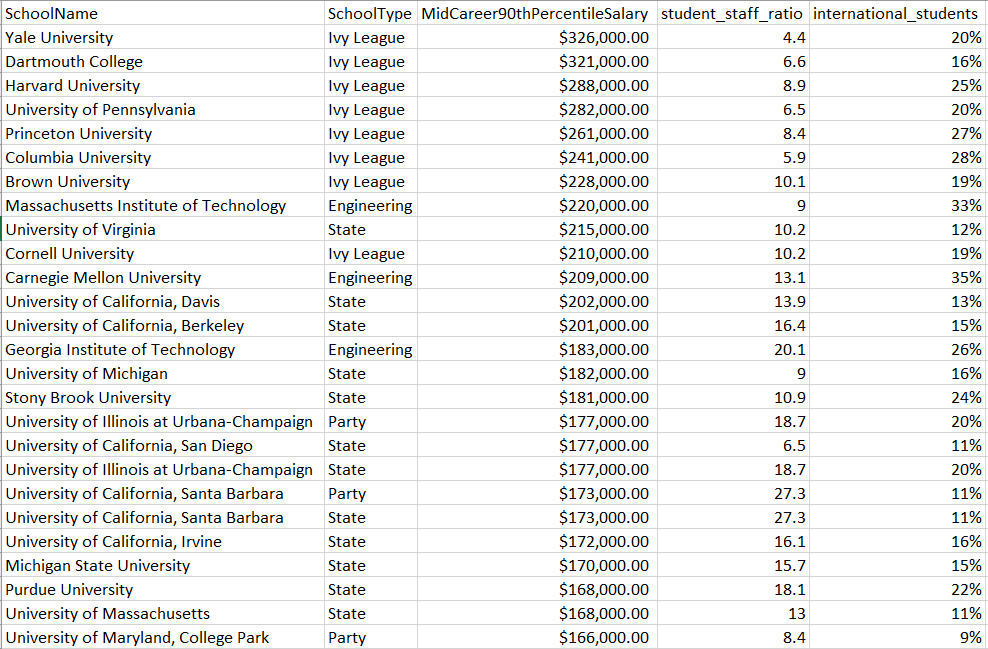 SchoolName SchoolType MidCareer90thPercentileSalary student_staff_ratio international_students
Yale University Ivy League $326,000.00 4.4 20%
Dartmouth College Ivy League $321,000.00 6.6 16%
Harvard University Ivy League $288,000.00 8.9 25%
University of Pennsylvania Ivy League $282,000.00 6.5 20%
Princeton University Ivy League $261,000.00 8.4 27%
Columbia University Ivy League $241,000.00 5.9 28%
Brown University Ivy League $228,000.00 10.1 19%
Massachusetts Institute of Technology Engineering $220,000.00 9 33%
University of Virginia State $215,000.00 10.2 12%
Cornell University Ivy League $210,000.00 10.2 19%
Carnegie Mellon University Engineering $209,000.00 13.1 35%
University of California, Davis State $202,000.00 13.9 13%
University of California, Berkeley State $201,000.00 16.4 15%
Georgia Institute of Technology Engineering $183,000.00 20.1 26%
University of Michigan State $182,000.00 9 16%
Stony Brook University State $181,000.00 10.9 24%
University of Illinois at Urbana-Champaign Party $177,000.00 18.7 20%
University of California, San Diego State $177,000.00 6.5 11%
University of Illinois at Urbana-Champaign State $177,000.00 18.7 20%
University of California, Santa Barbara Party $173,000.00 27.3 11%
University of California, Santa Barbara State $173,000.00 27.3 11%
University of California, Irvine State $172,000.00 16.1 16%
Michigan State University State $170,000.00 15.7 15%
Purdue University State $168,000.00 18.1 22%
University of Massachusetts State $168,000.00 13 11%
University of Maryland, College Park Party $166,000.00 8.4 9%